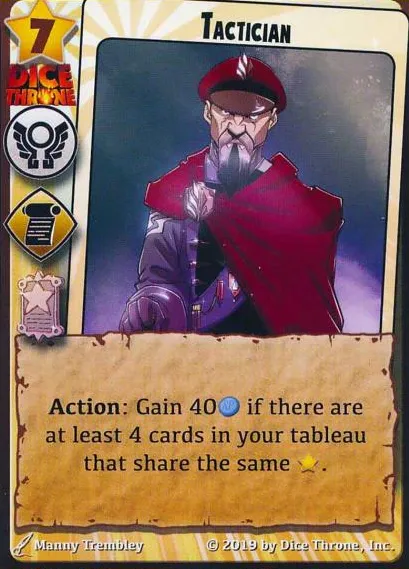 7
TACTICIAN
DICE
THRONE
Action: Gain 40 if there are
at least 4 cards in your tableau
that share the same .
Manny Trembley © 2019 by Dice Throne, Inc.